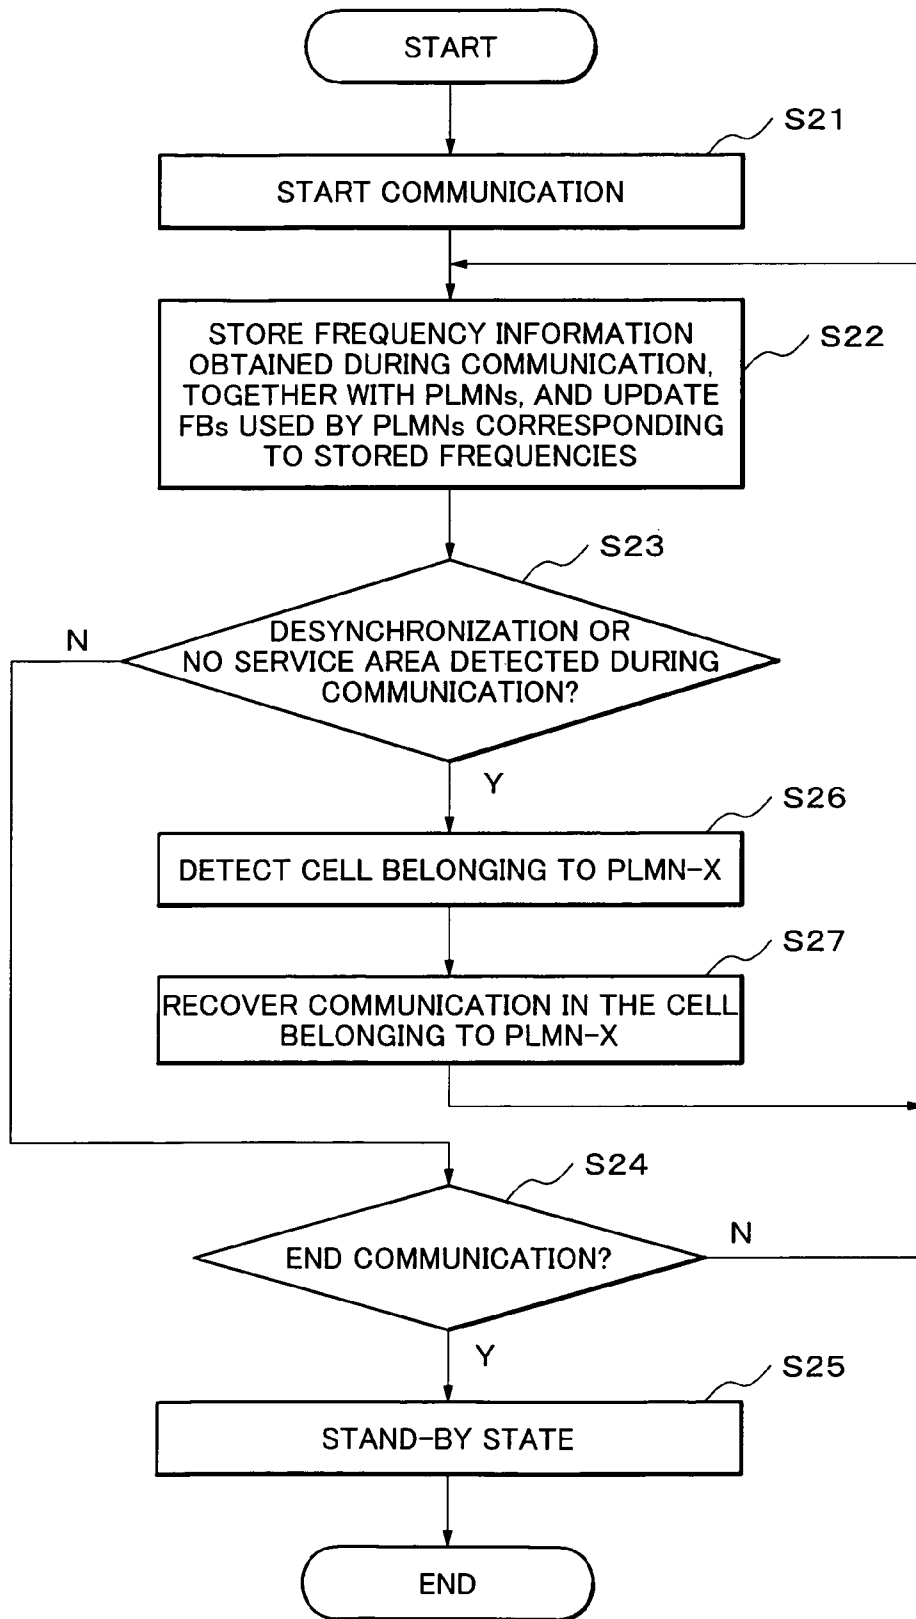 START
S21
START COMMUNICATION
S22
STORE FREQUENCY INFORMATION
OBTAINED DURING COMMUNICATION,
TOGETHER WITH PLMNs, AND UPDATE
FBs USED BY PLMNs CORRESPONDING
TO STORED FREQUENCIES
S23
N
DESYNCHRONIZATION OR
NO SERVICE AREA DETECTED DURING
COMMUNICATION?
Y
S26
DETECT CELL BELONGING TO PLMN-X
S27
RECOVER COMMUNICATION IN THE CELL
BELONGING TO PLMN-X
S24
END COMMUNICATION?
N
Y
S25
STAND-BY STATE
END